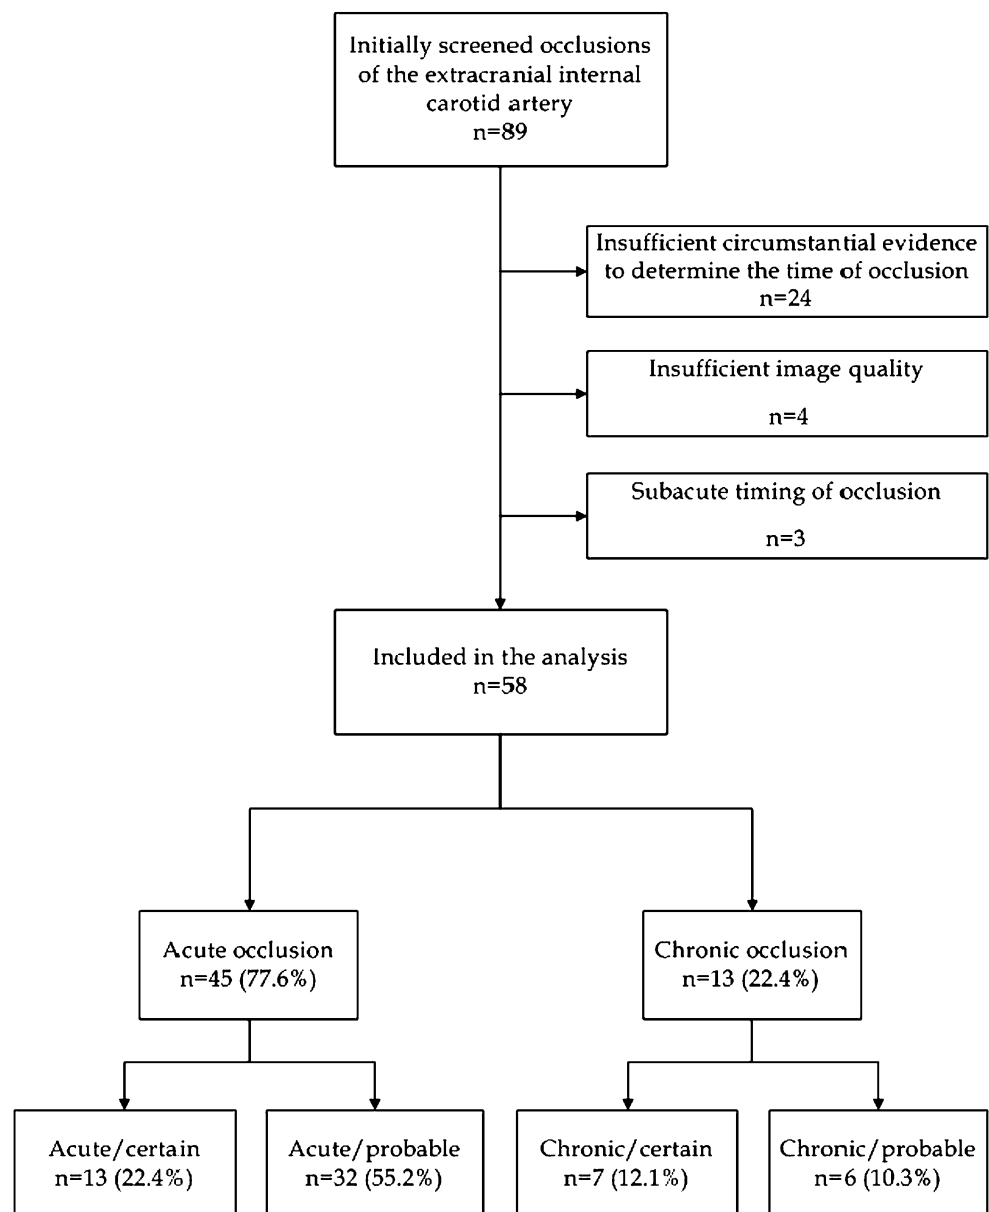 Initially screened occlusions
of the extracranial internal
carotid artery
n=89
Insufficient circumstantial evidence
to determine the time of occlusion
n=24
Insufficient image quality
n=4
Subacute timing of occlusion
n=3
Included in the analysis
n=58
Acute occlusion
n=45 (77.6%)
Chronic occlusion
n=13 (22.4%)
Acute/certain
n=13 (22.4%)
Acute/probable
n=32 (55.2%)
Chronic/certain
n=7 (12.1%)
Chronic/probable
n=6 (10.3%)